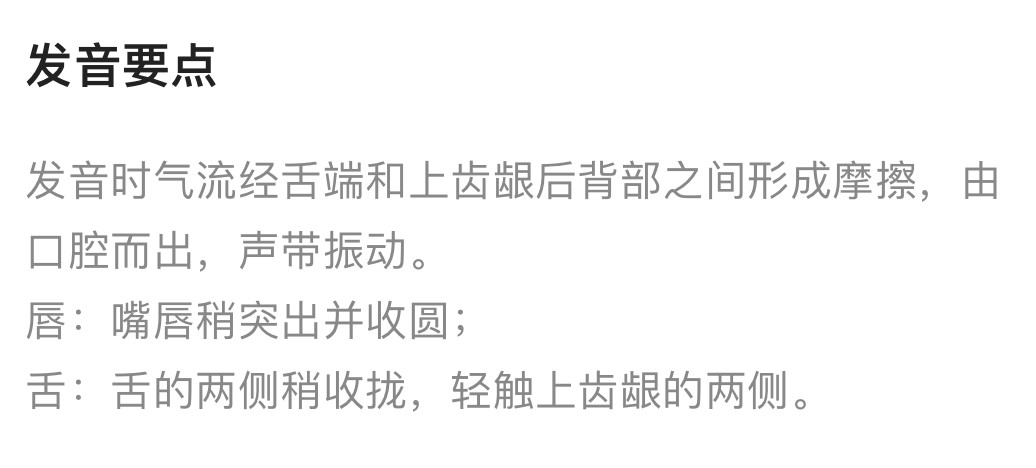 发音要点
发音时气流经舌端和上齿龈后背部之间形成摩擦，由
口腔而出，声带振动。
唇：嘴唇稍突出并收圆；
舌：舌的两侧稍收拢，轻触上齿龈的两侧。